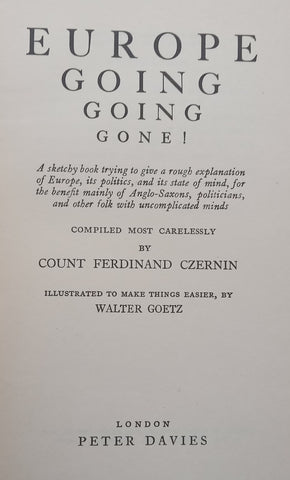 EUROPE
GOING
GOING
GONE!
A sketchy book trying to give a rough explanation
of Europe, its politics, and its state of mind, for
the benefit mainly of Anglo-Saxons, politicians,
and other folk with uncomplicated minds
COMPILED MOST CARELESSLY
BY
COUNT FERDINAND CZERNIN
ILLUSTRATED TO MAKE THINGS EASIER, BY
WALTER GOETZ
LONDON
PETER DAVIES